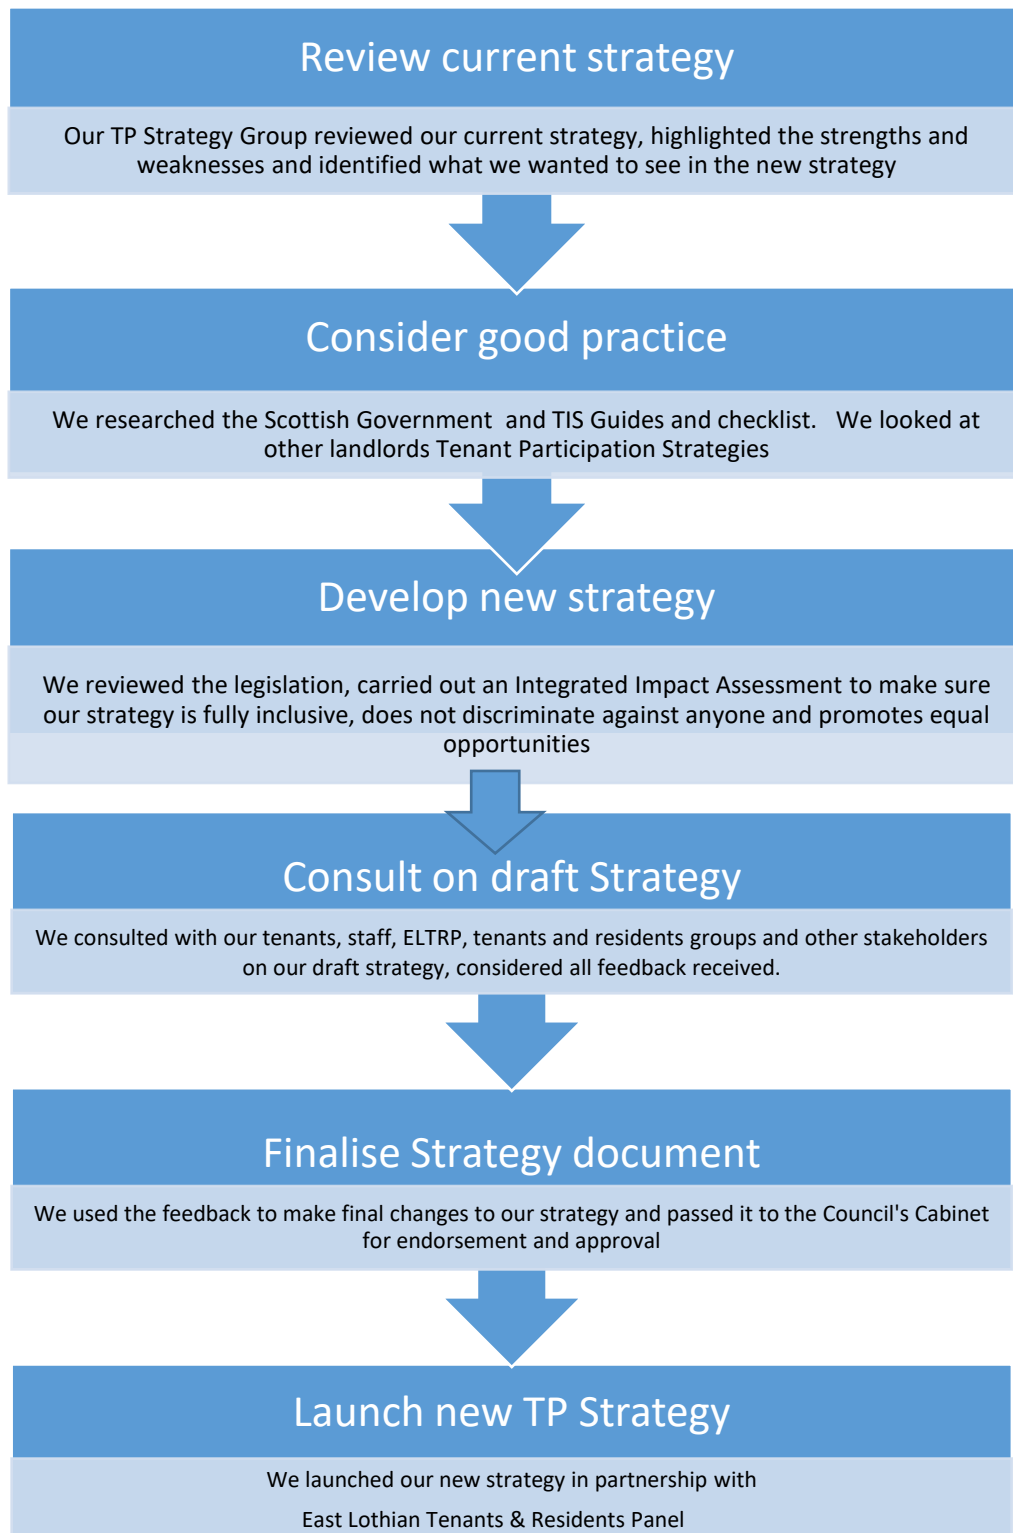 Review current strategy
Our TP Strategy Group reviewed our current strategy, highlighted the strengths and
weaknesses and identified what we wanted to see in the new strategy
Consider good practice
We researched the Scottish Government and TIS Guides and checklist. We looked at
other landlords Tenant Participation Strategies
Develop new strategy
We reviewed the legislation, carried out an Integrated Impact Assessment to make sure
our strategy is fully inclusive, does not discriminate against anyone and promotes equal
opportunities
Consult on draft Strategy
We consulted with our tenants, staff, ELTRP, tenants and residents groups and other stakeholders
on our draft strategy, considered all feedback received.
Finalise Strategy document
We used the feedback to make final changes to our strategy and passed it to the Council's Cabinet
for endorsement and approval
Launch new TP Strategy
We launched our new strategy in partnership with
East Lothian Tenants & Residents Panel